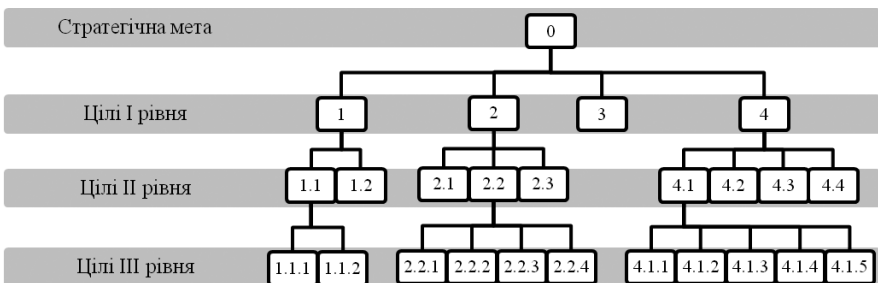 Стратегічна мета 0
Цілі І рівня 1 2 3 4
Цілі ІІ рівня 1.1 1.2 2.1 2.2 2.3 4.1 4.2 4.3 4.4
Цілі ІІІ рівня 1.1.1 1.1.2 2.2.1 2.2.2 2.2.3 2.2.4 4.1.1 4.1.2 4.1.3 4.1.4 4.1.5